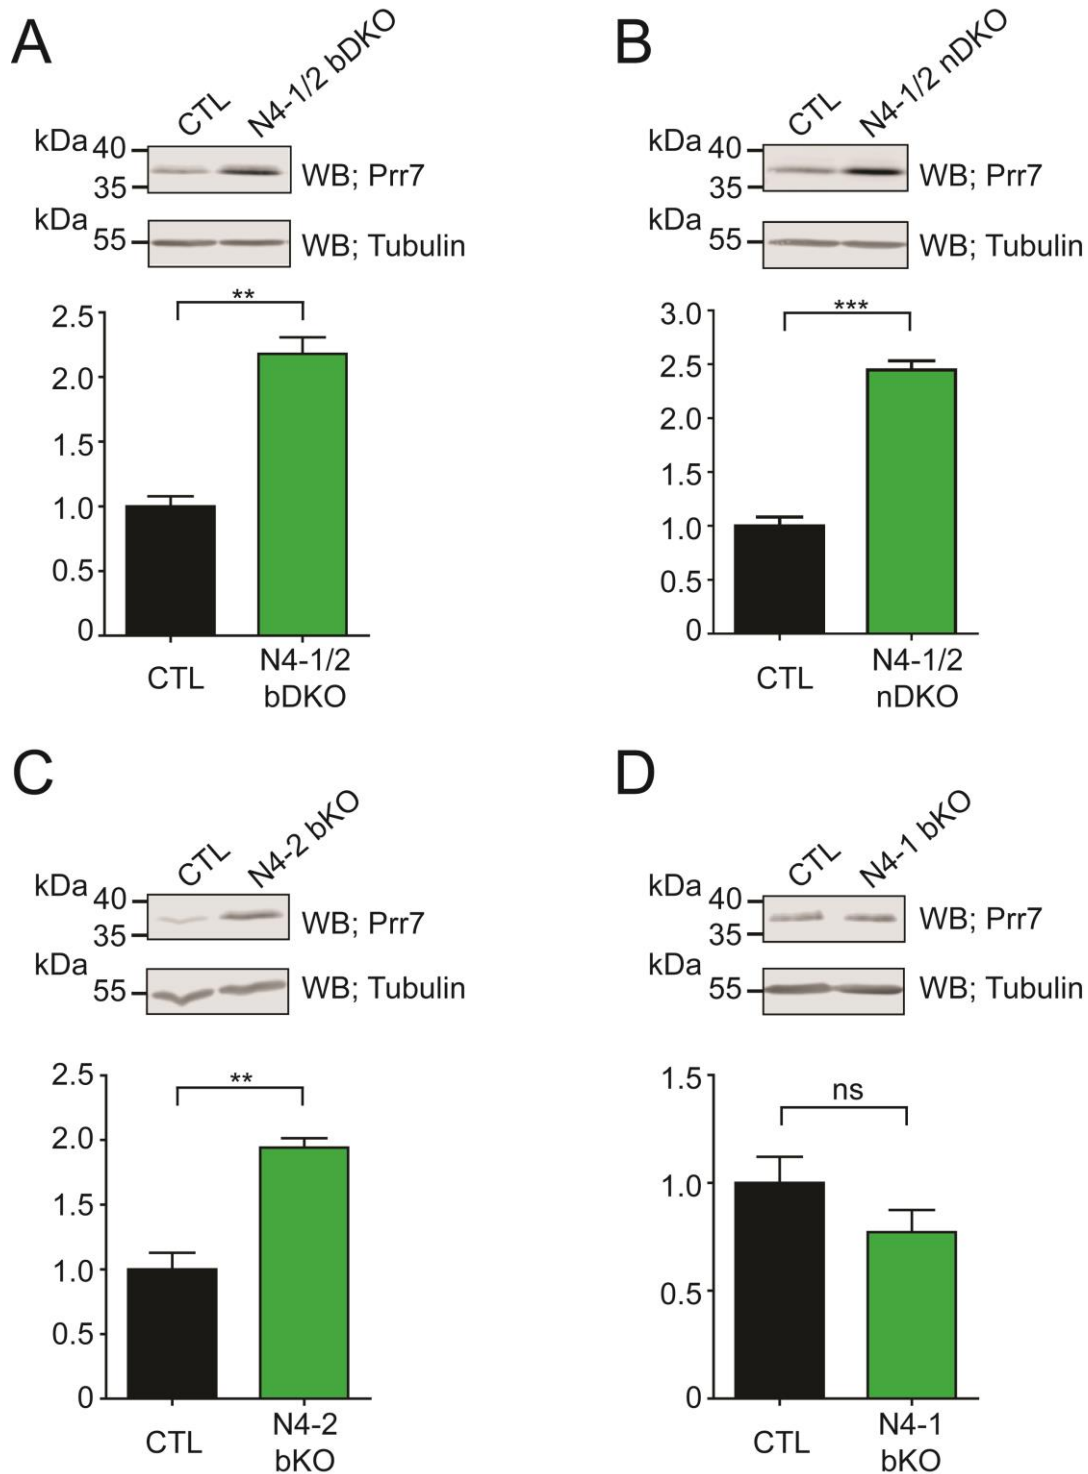 A
CTL
N4-1/2 bDKO
kDa
40
35
WB; Prr7
kDa
55
WB; Tubulin
**
2.5
2.0
1.5
1.0
0.5
0
CTL
N4-1/2
bDKO
B
CTL
N4-1/2 nDKO
kDa
40
35
WB; Prr7
kDa
55
WB; Tubulin
***
3.0
2.5
2.0
1.5
1.0
0.5
0
CTL
N4-1/2
nDKO
C
CTL
N4-2 bKO
kDa
40
35
WB; Prr7
kDa
55
WB; Tubulin
**
2.5
2.0
1.5
1.0
0.5
0
CTL
N4-2
bKO
D
CTL
N4-1 bKO
kDa
40
35
WB; Prr7
kDa
55
WB; Tubulin
ns
1.5
1.0
0.5
0
CTL
N4-1
bKO